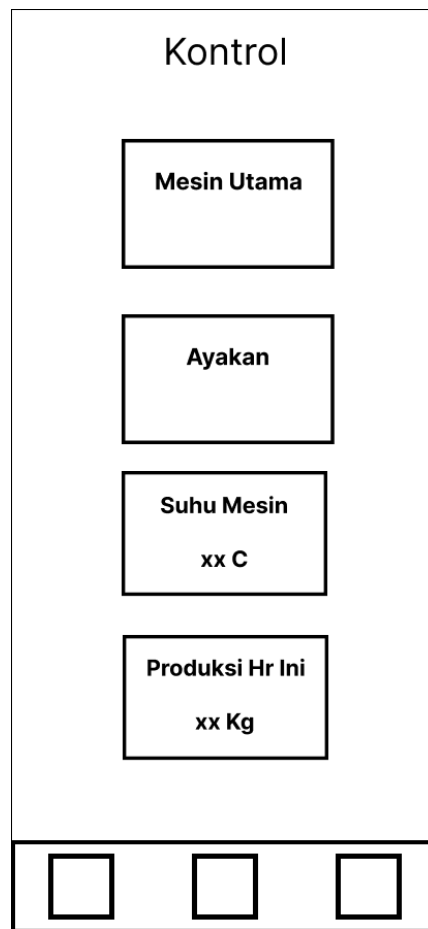 Kontrol
Mesin Utama
Ayakan
Suhu Mesin
xx C
Produksi Hr Ini
xx Kg